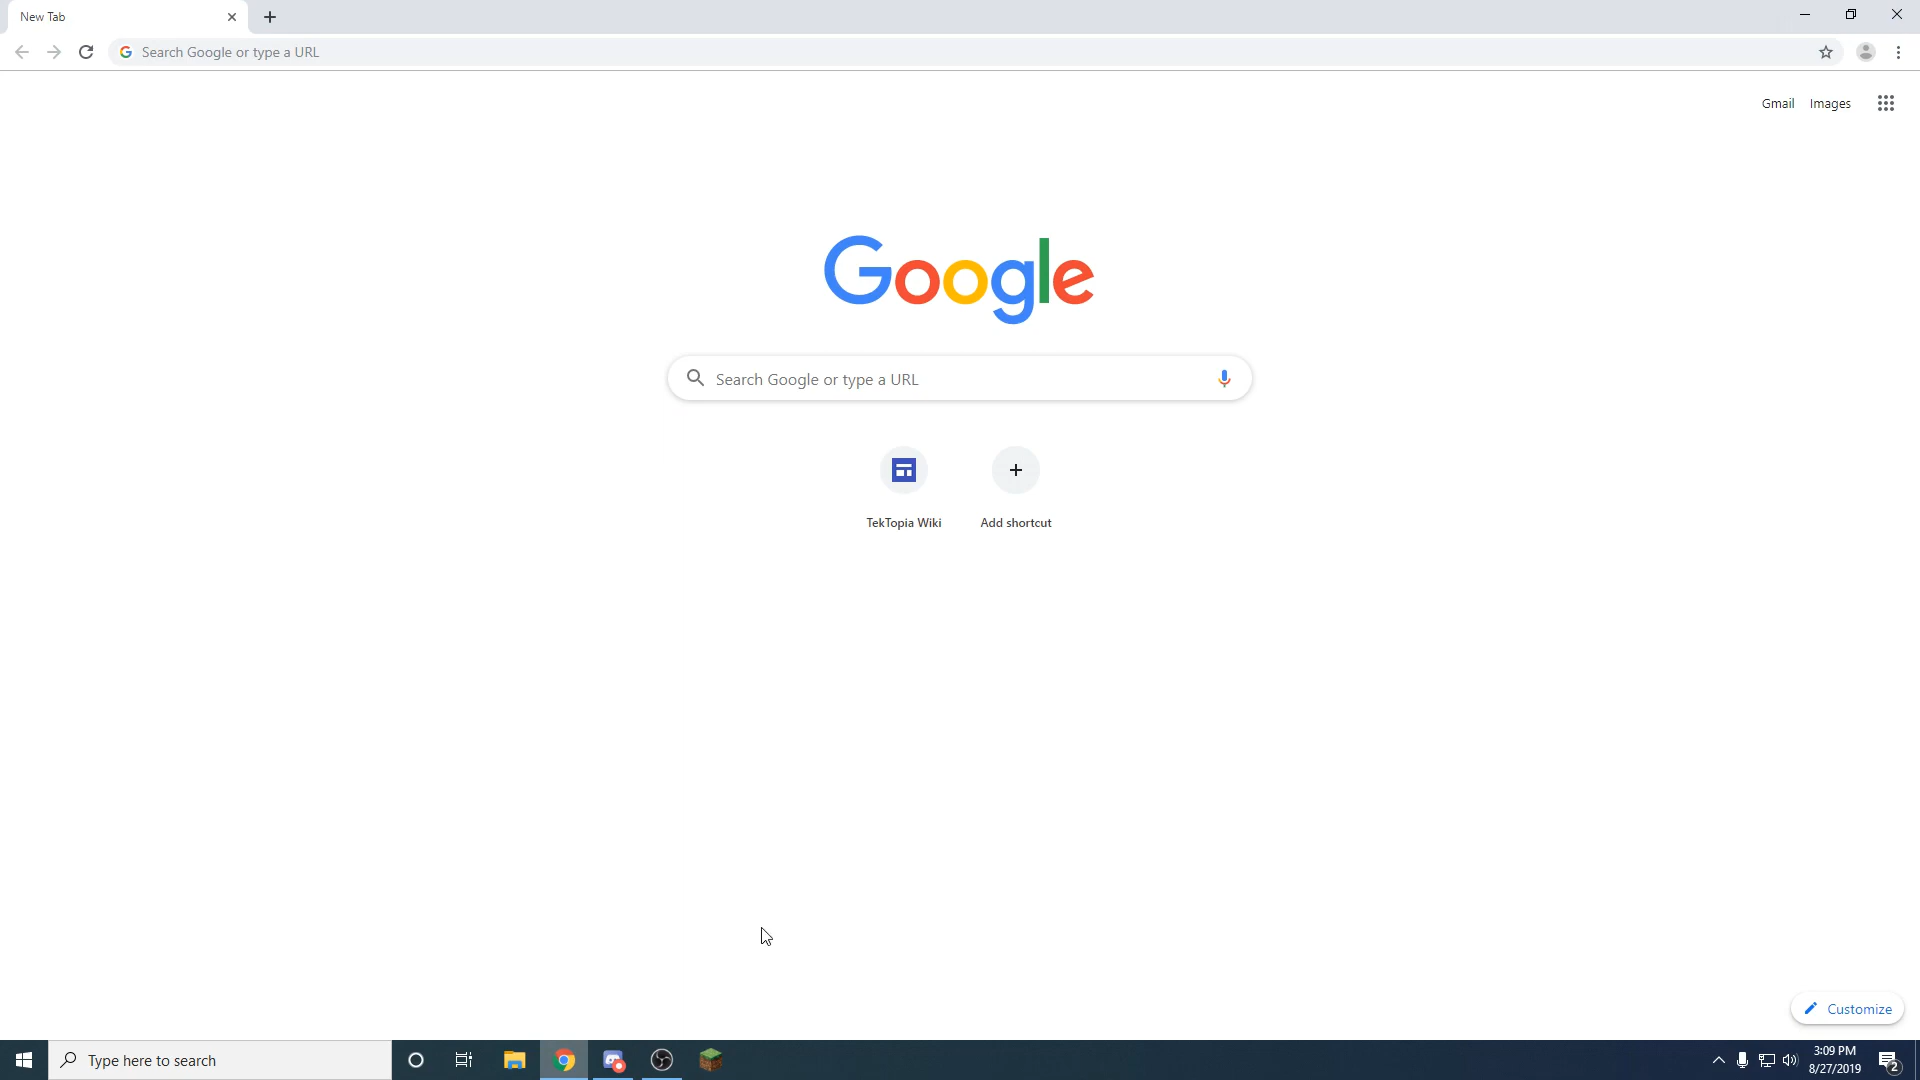 New Tab
Search Google or type a URL
Gmail Images
Google
Search Google or type a URL
TekTopia Wiki Add shortcut
Customize
Type here to search
3:09 PM
8/27/2019
2